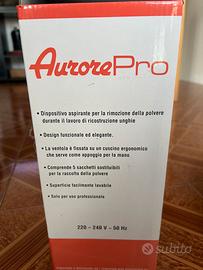 AurorePro
• Dispositivo aspirante per la rimozione della polvere
durante il lavoro di ricostruzione unghie
• Design funzionale ed elegante.
• La ventola è fissata su un cuscino ergonomico
che serve come appoggio per la mano
• Comprende 5 sacchetti sostituibili
per la raccolta della polvere
• Superficie facilmente lavabile
• Solo per uso professionale
220 - 240 V - 50 Hz
subito